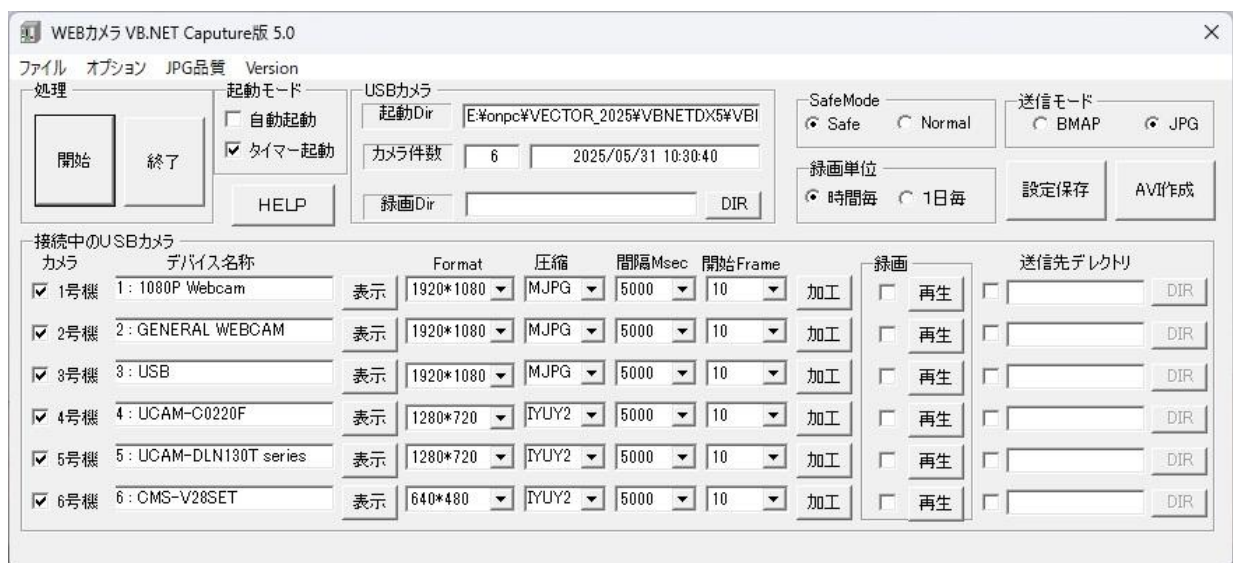 WEBカメラ VB.NET Caputure版 5.0
ファイル オプション JPG品質 Version
処理 起動モード USBカメラ SafeMode 送信モード
開始 終了 自動起動 起動Dir E:¥onpc¥VECTOR_2025¥VBNETDX5¥VBI Safe Normal BMAP JPG
タイマー起動 カメラ件数 6 2025/05/31 10:30:40 録画単位
HELP 録画Dir DIR 時間毎 1日毎 設定保存 AVI作成
接続中のUSBカメラ
カメラ デバイス名称 Format 圧縮 間隔Msec 開始Frame 録画 送信先デレクトリ
1号機 1 : 1080P Webcam 表示 1920*1080 MJPG 5000 10 加工 再生 DIR
2号機 2 : GENERAL WEBCAM 表示 1920*1080 MJPG 5000 10 加工 再生 DIR
3号機 3 : USB 表示 1920*1080 MJPG 5000 10 加工 再生 DIR
4号機 4 : UCAM-C0220F 表示 1280*720 IYUY2 5000 10 加工 再生 DIR
5号機 5 : UCAM-DLN130T series 表示 1280*720 IYUY2 5000 10 加工 再生 DIR
6号機 6 : CMS-V28SET 表示 640*480 IYUY2 5000 10 加工 再生 DIR